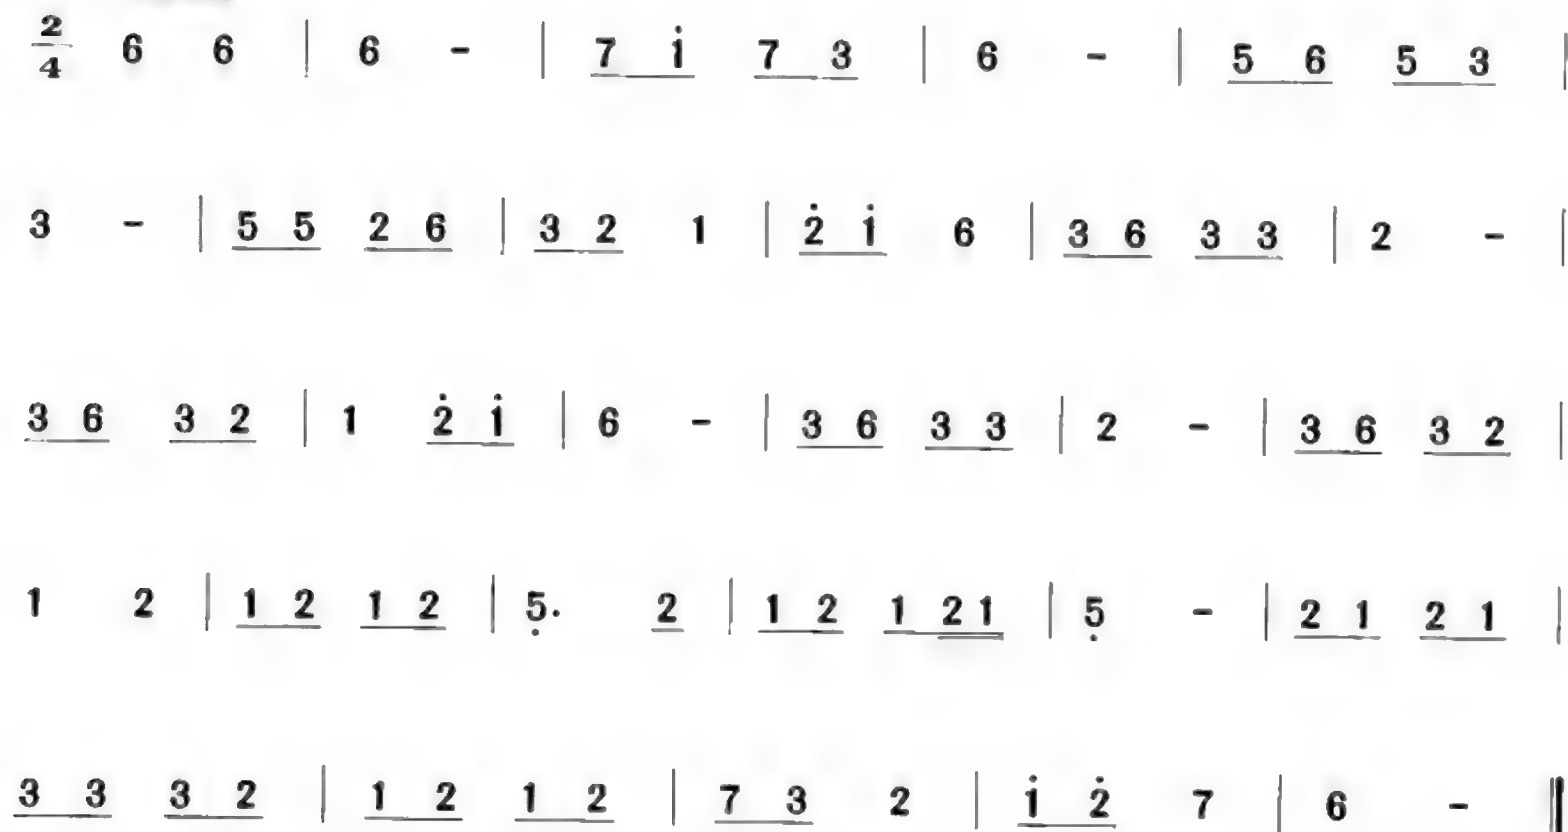 2/4 6 6 | 6 - | 7 i̇ 7 3 | 6 - | 5 6 5 3 |
3 - | 5 5 2 6 | 3 2 1 | 2̇ 1̇ 6 | 3 6 3 3 | 2 - |
3 6 3 2 | 1 2̇ 1̇ | 6 - | 3 6 3 3 | 2 - | 3 6 3 2 |
1 2 | 1 2 1 2 | 5̣· 2 | 1 2 1 2 1 | 5̣ - | 2 1 2 1 |
3 3 3 2 | 1 2 1 2 | 7 3 2 | 1̇ 2̇ 7 | 6 - ‖